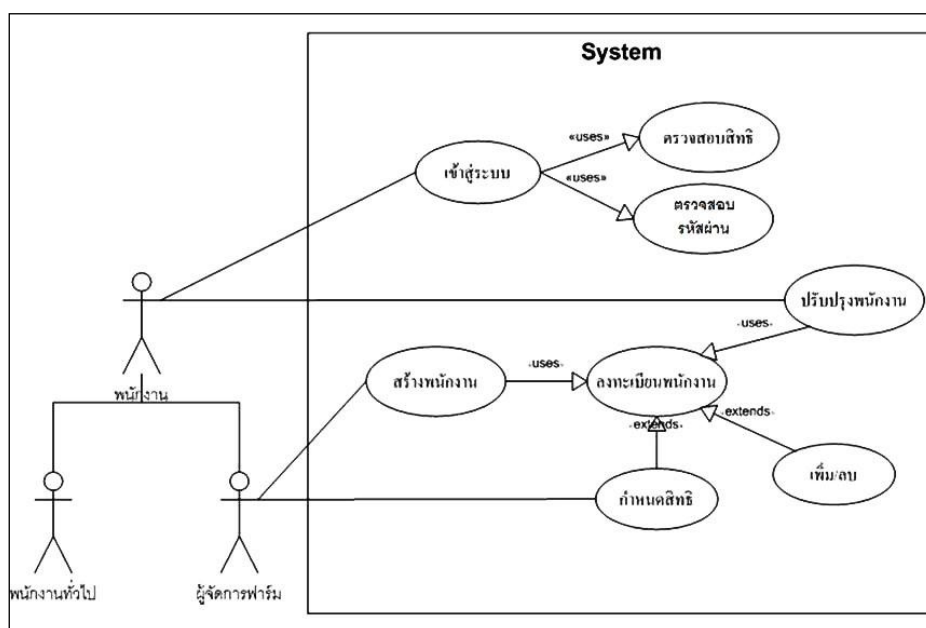 System
«uses»
ตรวจสอบสิทธิ
เข้าสู่ระบบ
«uses»
ตรวจสอบ
รหัสผ่าน
ปรับปรุงพนักงาน
-uses-
สร้างพนักงาน
-uses-
ลงทะเบียนพนักงาน
พนักงาน
-extends-
-extends-
เพิ่ม/ลบ
กำหนดสิทธิ
พนักงานทั่วไป
ผู้จัดการฟาร์ม